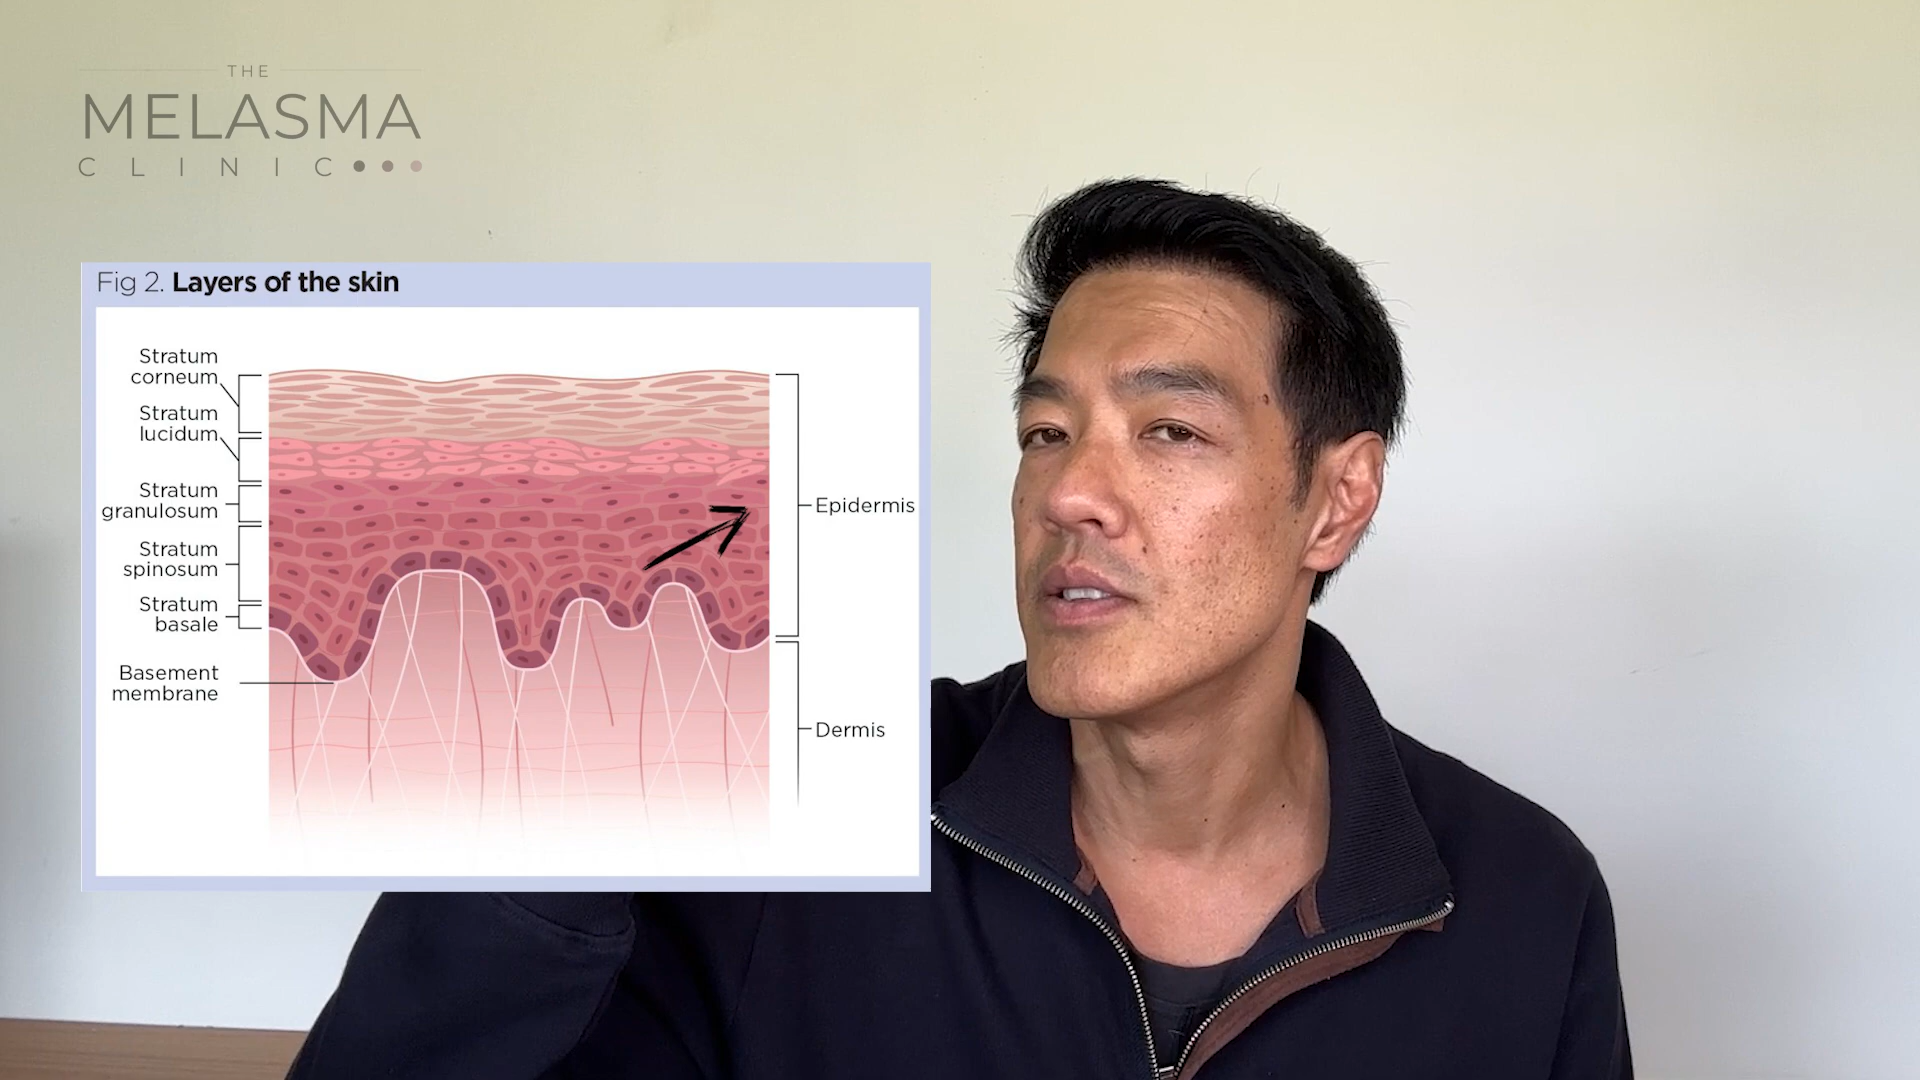 THE
MELASMA
CLINIC
Fig 2. Layers of the skin
Stratum
corneum
Stratum
lucidum
Stratum
granulosum
Stratum
spinosum
Stratum
basale
Basement
membrane
Epidermis
Dermis